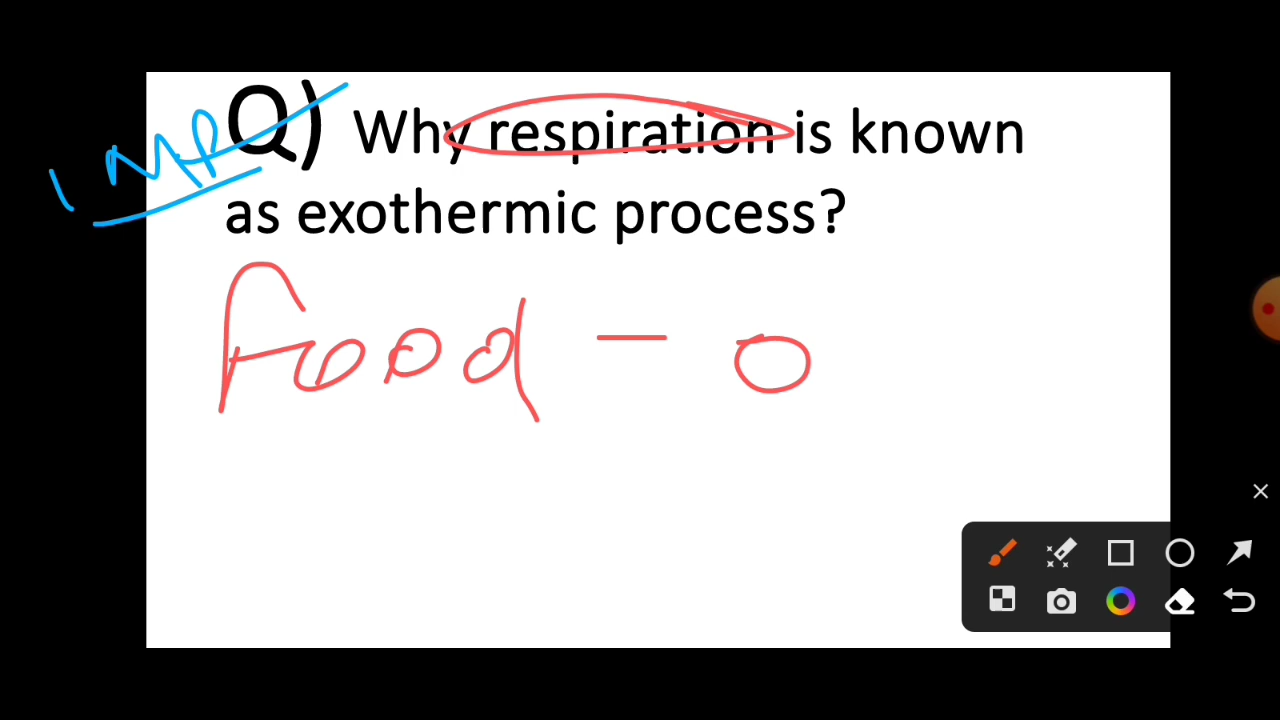 IMP
Q) Why respiration is known
as exothermic process?
food - o